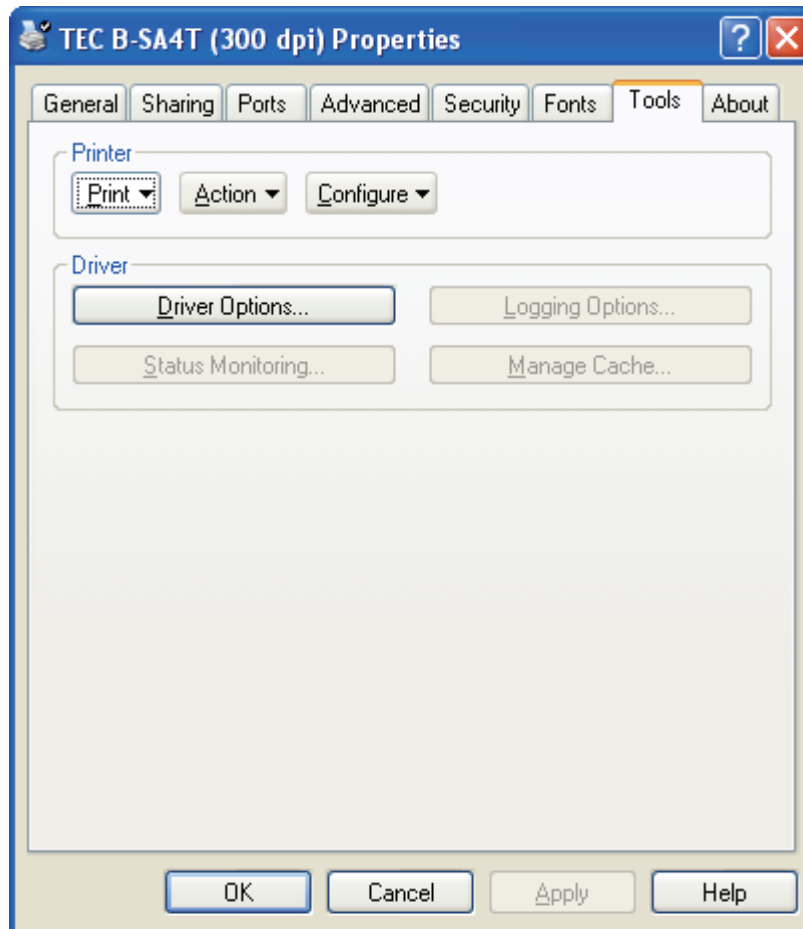 TEC B-SA4T (300 dpi) Properties
General Sharing Ports Advanced Security Fonts Tools About
Printer
Print Action Configure
Driver
Driver Options... Logging Options...
Status Monitoring... Manage Cache...
OK Cancel Apply Help